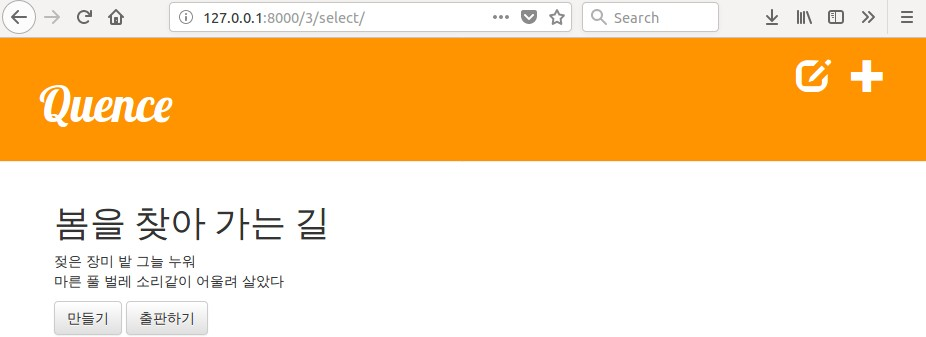 127.0.0.1:8000/3/select/
Search
Quence
봄을 찾아 가는 길
젖은 장미 밭 그늘 누워
마른 풀 벌레 소리같이 어울려 살았다
만들기
출판하기